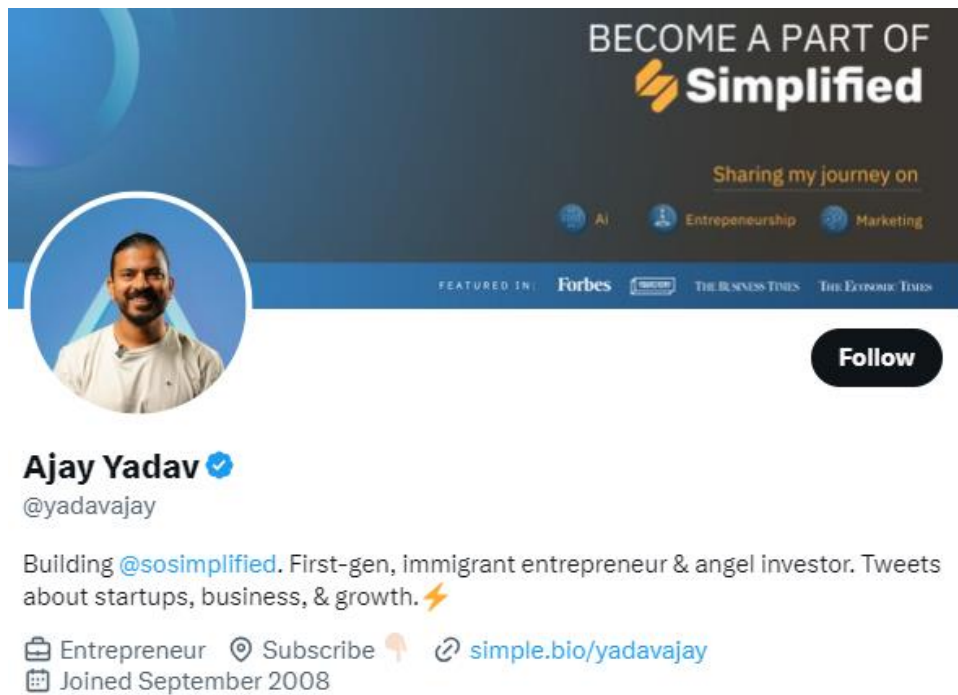 BECOME A PART OF
Simplified
Sharing my journey on
Ai Entrepeneurship Marketing
FEATURED IN: Forbes THE BUSINESS TIMES THE ECONOMIC TIMES
Follow
Ajay Yadav
@yadavajay
Building @sosimplified. First-gen, immigrant entrepreneur & angel investor. Tweets
about startups, business, & growth.⚡
Entrepreneur Subscribe 👇🏻 simple.bio/yadavajay
Joined September 2008